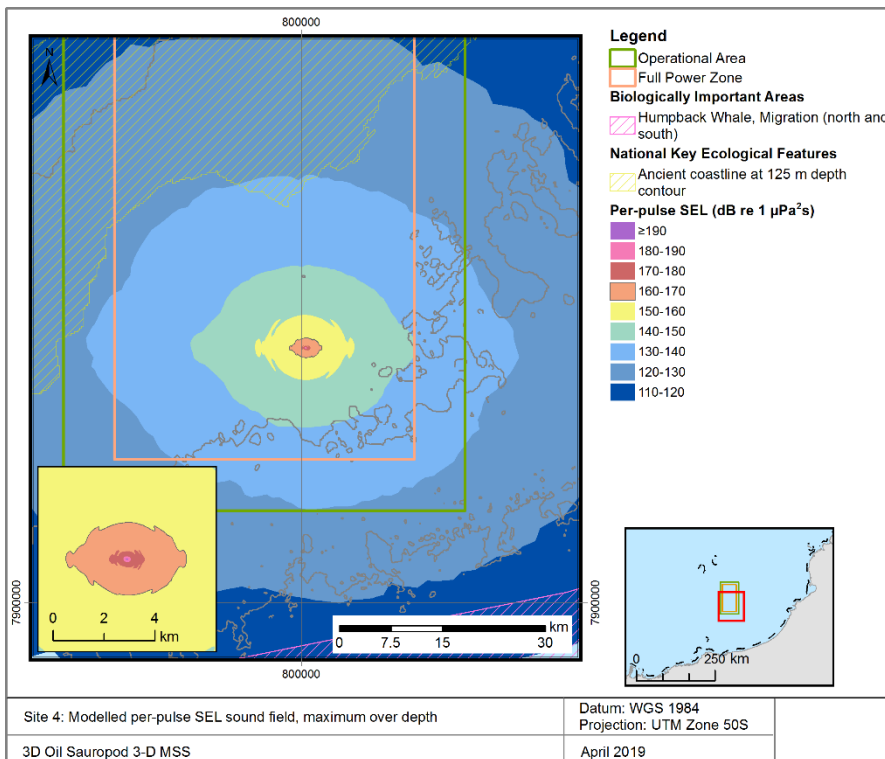 800000
N
7900000
7900000
800000
0 2 4
km
km
0 7.5 15 30
Legend
Operational Area
Full Power Zone
Biologically Important Areas
Humpback Whale, Migration (north and
south)
National Key Ecological Features
Ancient coastline at 125 m depth
contour
Per-pulse SEL (dB re 1 µPa²s)
≥190
180-190
170-180
160-170
150-160
140-150
130-140
120-130
110-120
0 250 km
Site 4: Modelled per-pulse SEL sound field, maximum over depth
Datum: WGS 1984
Projection: UTM Zone 50S
3D Oil Sauropod 3-D MSS
April 2019